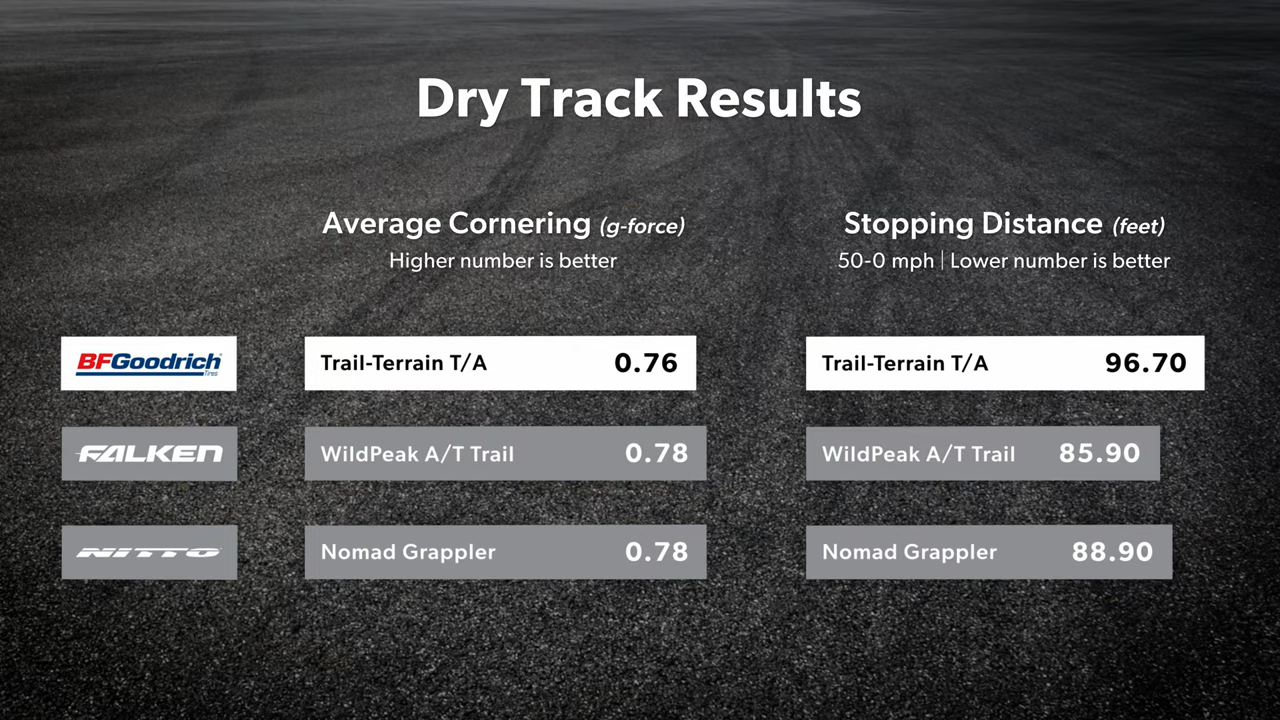 Dry Track Results
Average Cornering (g-force)
Higher number is better
Stopping Distance (feet)
50-0 mph | Lower number is better
BFGoodrich
Tires
Trail-Terrain T/A 0.76
Trail-Terrain T/A 96.70
FALKEN
WildPeak A/T Trail 0.78
WildPeak A/T Trail 85.90
NITTO
Nomad Grappler 0.78
Nomad Grappler 88.90